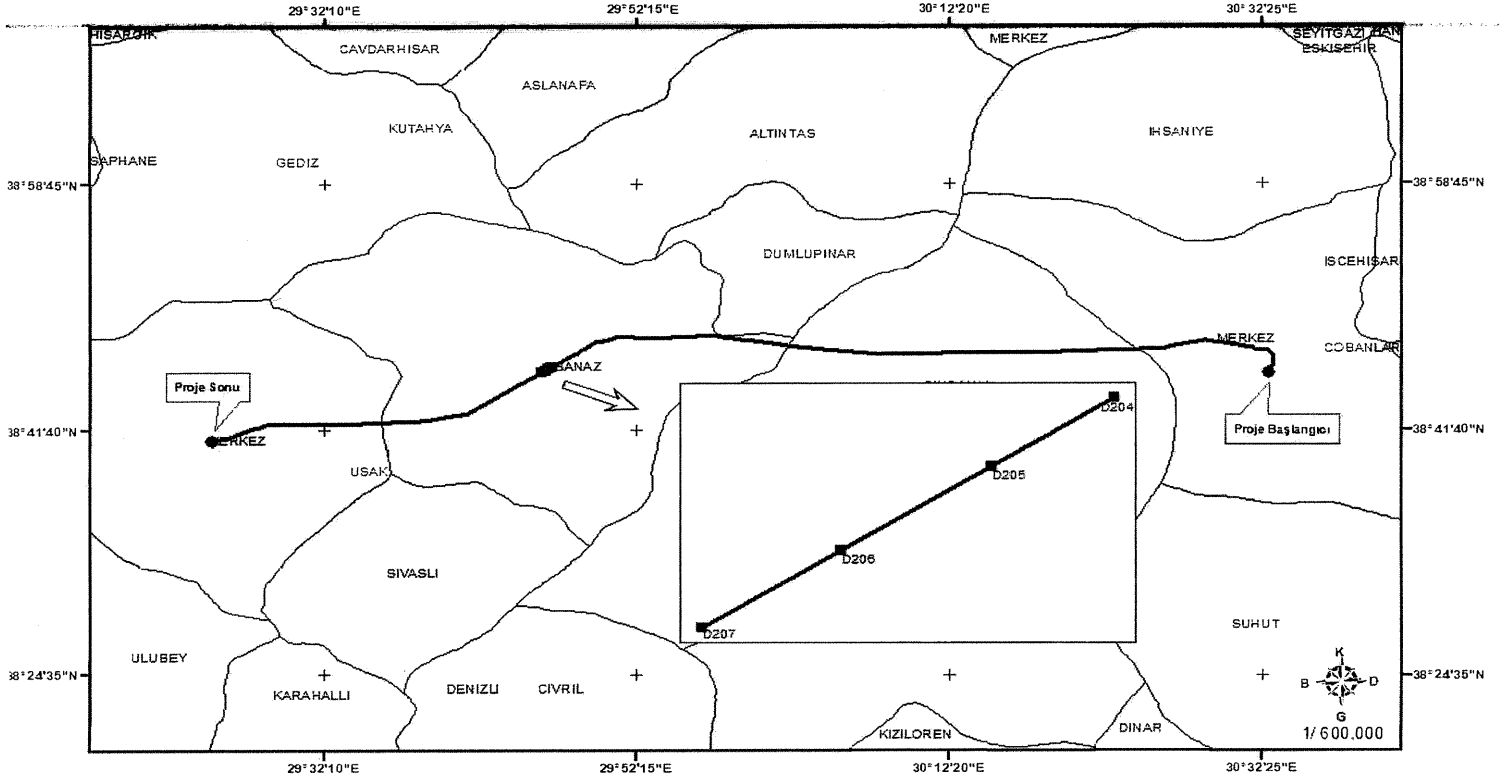 29°32'10"E
29°52'15"E
30°12'20"E
30°32'25"E
CAVDARHISAR
MERKEZ
SEYITGAZI HAN
ESKISEHIR
ASLANAPA
KUTAHYA
ALTINTAS
IHSANIYE
SAPHANE
GEDIZ
38°58'45"N
38°58'45"N
DUMLUPINAR
ISCEHISAR
MERKEZ
COBANLAR
BANAZ
Proje Sonu
D204
38°41'40"N
MERKEZ
Proje Başlangıcı
38°41'40"N
USAK
D205
D206
SIVASLI
SUHUT
D207
ULUBEY
K
38°24'35"N
B
D
38°24'35"N
KARAHALLI
DENIZLI
CIVRIL
G
KIZILOREN
DINAR
1/600.000
29°32'10"E
29°52'15"E
30°12'20"E
30°32'25"E